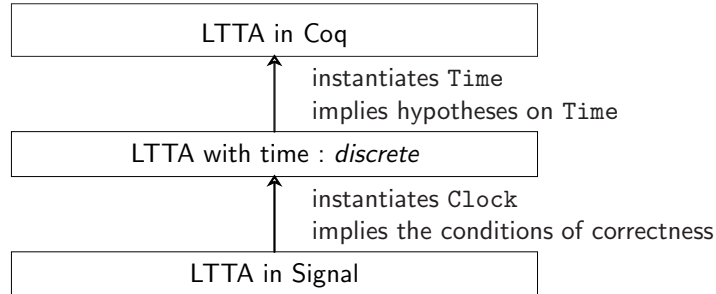 LTTA in Coq
instantiates Time
implies hypotheses on Time
LTTA with time : discrete
instantiates Clock
implies the conditions of correctness
LTTA in Signal